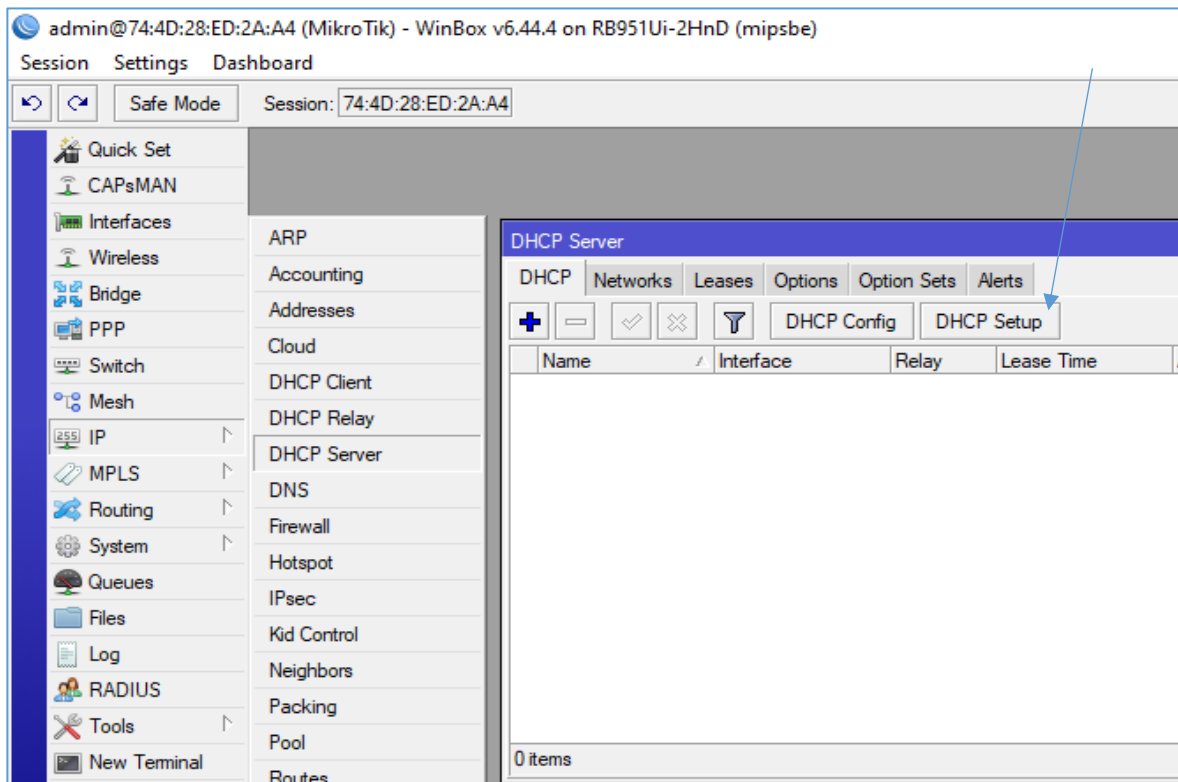 admin@74:4D:28:ED:2A:A4 (MikroTik) - WinBox v6.44.4 on RB951Ui-2HnD (mipsbe)
Session Settings Dashboard
Safe Mode Session: 74:4D:28:ED:2A:A4
Quick Set
CAPsMAN
Interfaces
Wireless
Bridge
PPP
Switch
Mesh
255 IP
MPLS
Routing
System
Queues
Files
Log
RADIUS
Tools
New Terminal
ARP
Accounting
Addresses
Cloud
DHCP Client
DHCP Relay
DHCP Server
DNS
Firewall
Hotspot
IPsec
Kid Control
Neighbors
Packing
Pool
Routes
DHCP Server
DHCP Networks Leases Options Option Sets Alerts
DHCP Config DHCP Setup
Name Interface Relay Lease Time
0 items